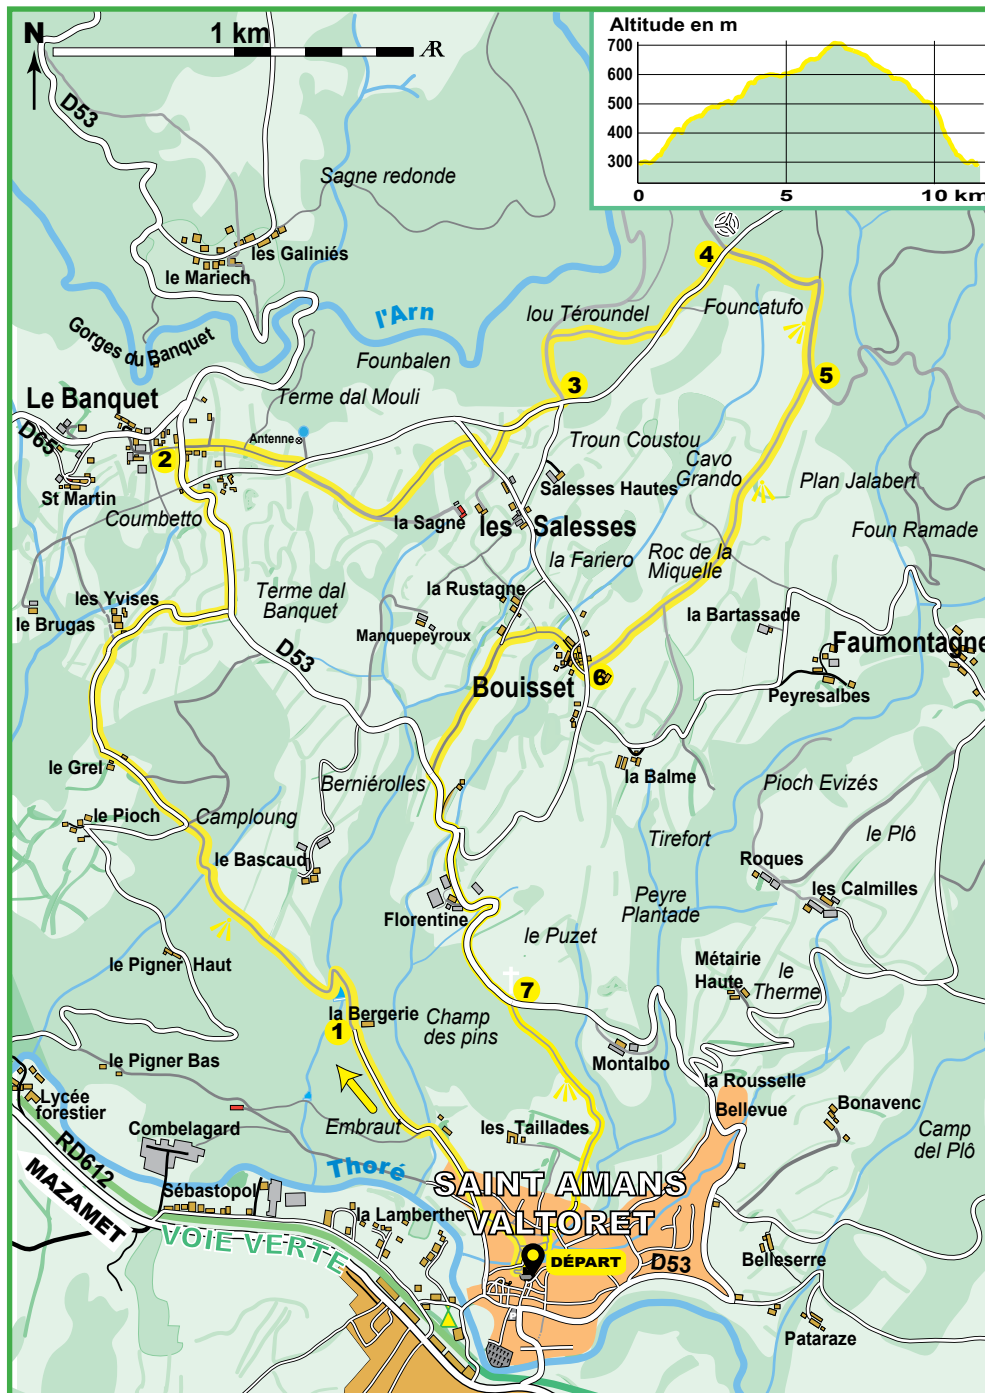 N
1 km
AR
Altitude en m
700
600
500
400
300
0
5
10 km
D53
Sagne redonde
les Galiniés
le Mariech
l'Arn
Gorges du Banquet
Founbalen
lou Téroundel
4
Founcatufo
5
3
Le Banquet
Terme dal Mouli
D65
Antenne
2
St Martin
Coumbetto
Troun Coustou
Cavo
Grando
Salesses Hautes
Plan Jalabert
la Sagne
les Salesses
Foun Ramade
la Fariero
Roc de la
Miquelle
les Yvises
le Brugas
Terme dal
Banquet
la Rustagne
Manquepeyroux
la Bartassade
Faumontagne
D53
6
Bouisset
Peyresalbes
le Grel
Berniérolles
la Balme
Pioch Evizés
le Pioch
Camploung
Tirefort
le Plô
le Bascaud
Roques
les Calmilles
Florentine
Peyre
Plantade
le Puzet
le Pigner Haut
Métairie
Haute
le
Therme
7
la Bergerie
1
Champ
des pins
Montalbo
le Pigner Bas
la Rousselle
Lycée
forestier
Bellevue
Bonavenc
Combelagard
Embraut
les Taillades
Camp
del Plô
RD612
MAZAMET
Thoré
SAINT AMANS
VALTORET
Sébastopol
la Lamberthe
VOIE VERTE
DÉPART
D53
Belleserre
Pataraze